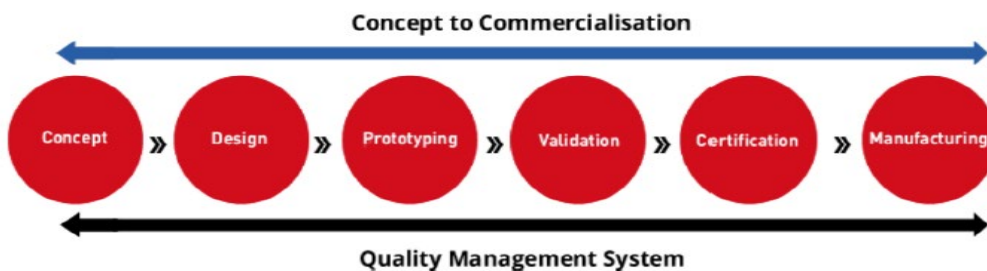 Concept to Commercialisation
Concept » Design » Prototyping » Validation » Certification » Manufacturing
Quality Management System